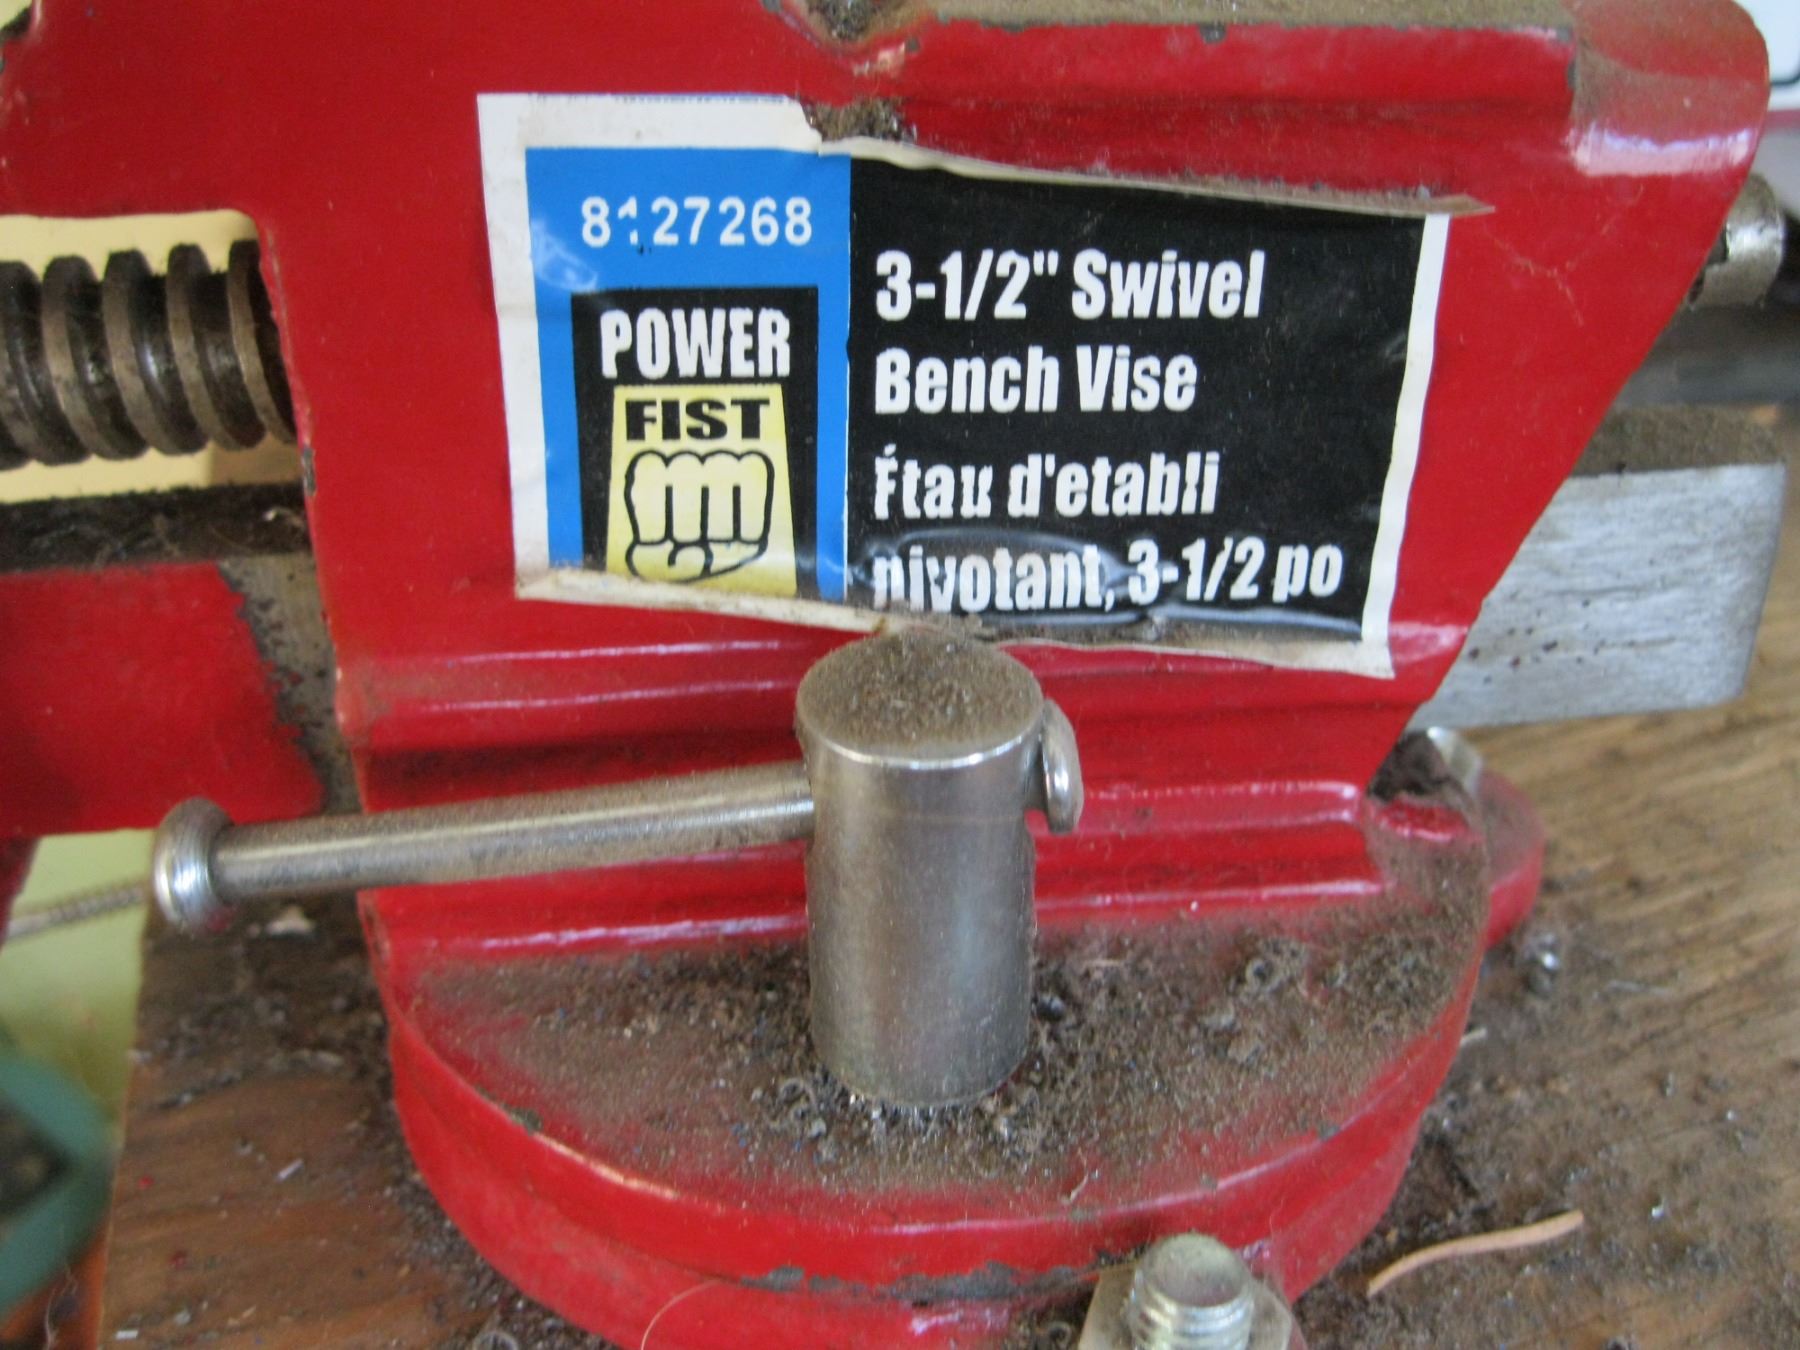 8127268
POWER
FIST
3-1/2" Swivel
Bench Vise
Étau d'etabli
pivotant, 3-1/2 po